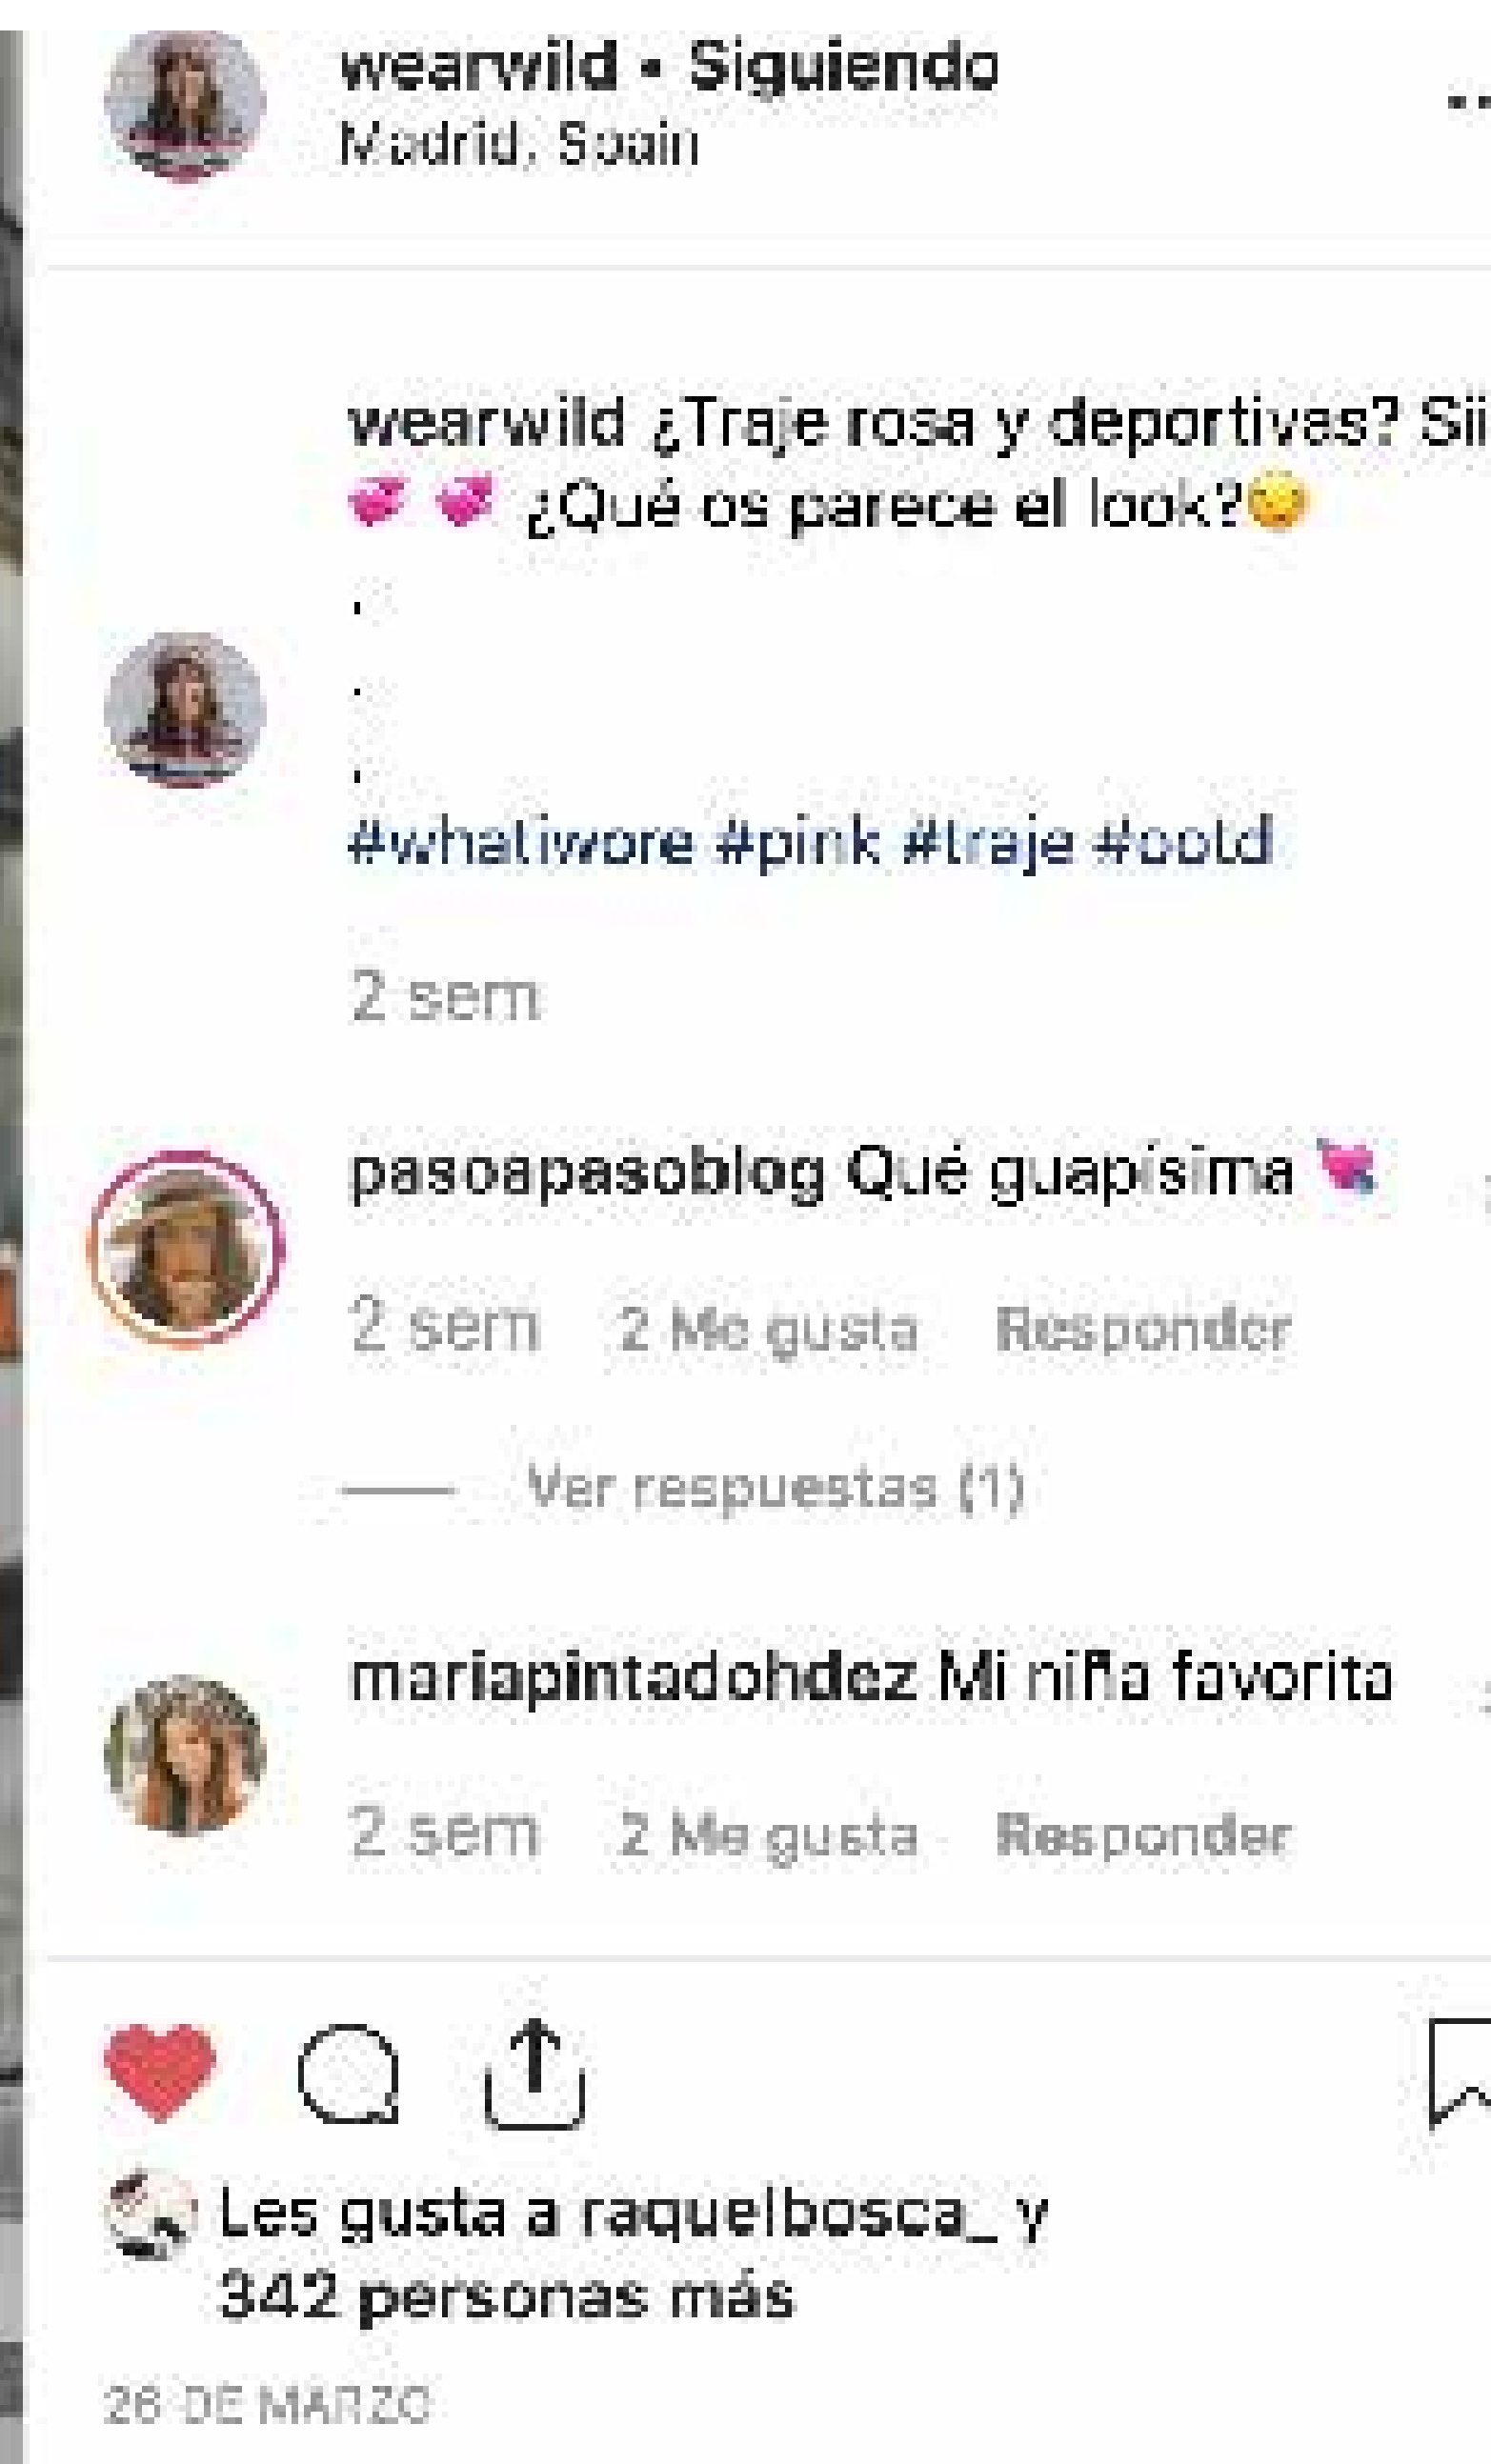 wearwild • Siguiendo
Madrid, Spain
wearwild ¿Traje rosa y deportivas? Sii
💞 💞 ¿Qué os parece el look?😊
.
.
.
#whatiwore #pink #traje #ootd
2 sem
pasoapasoblog Qué guapísima 💘
2 sem 2 Me gusta Responder
Ver respuestas (1)
mariapintadohdez Mi niña favorita
2 sem 2 Me gusta Responder
Les gusta a raquelbosca_ y
342 personas más
26 DE MARZO